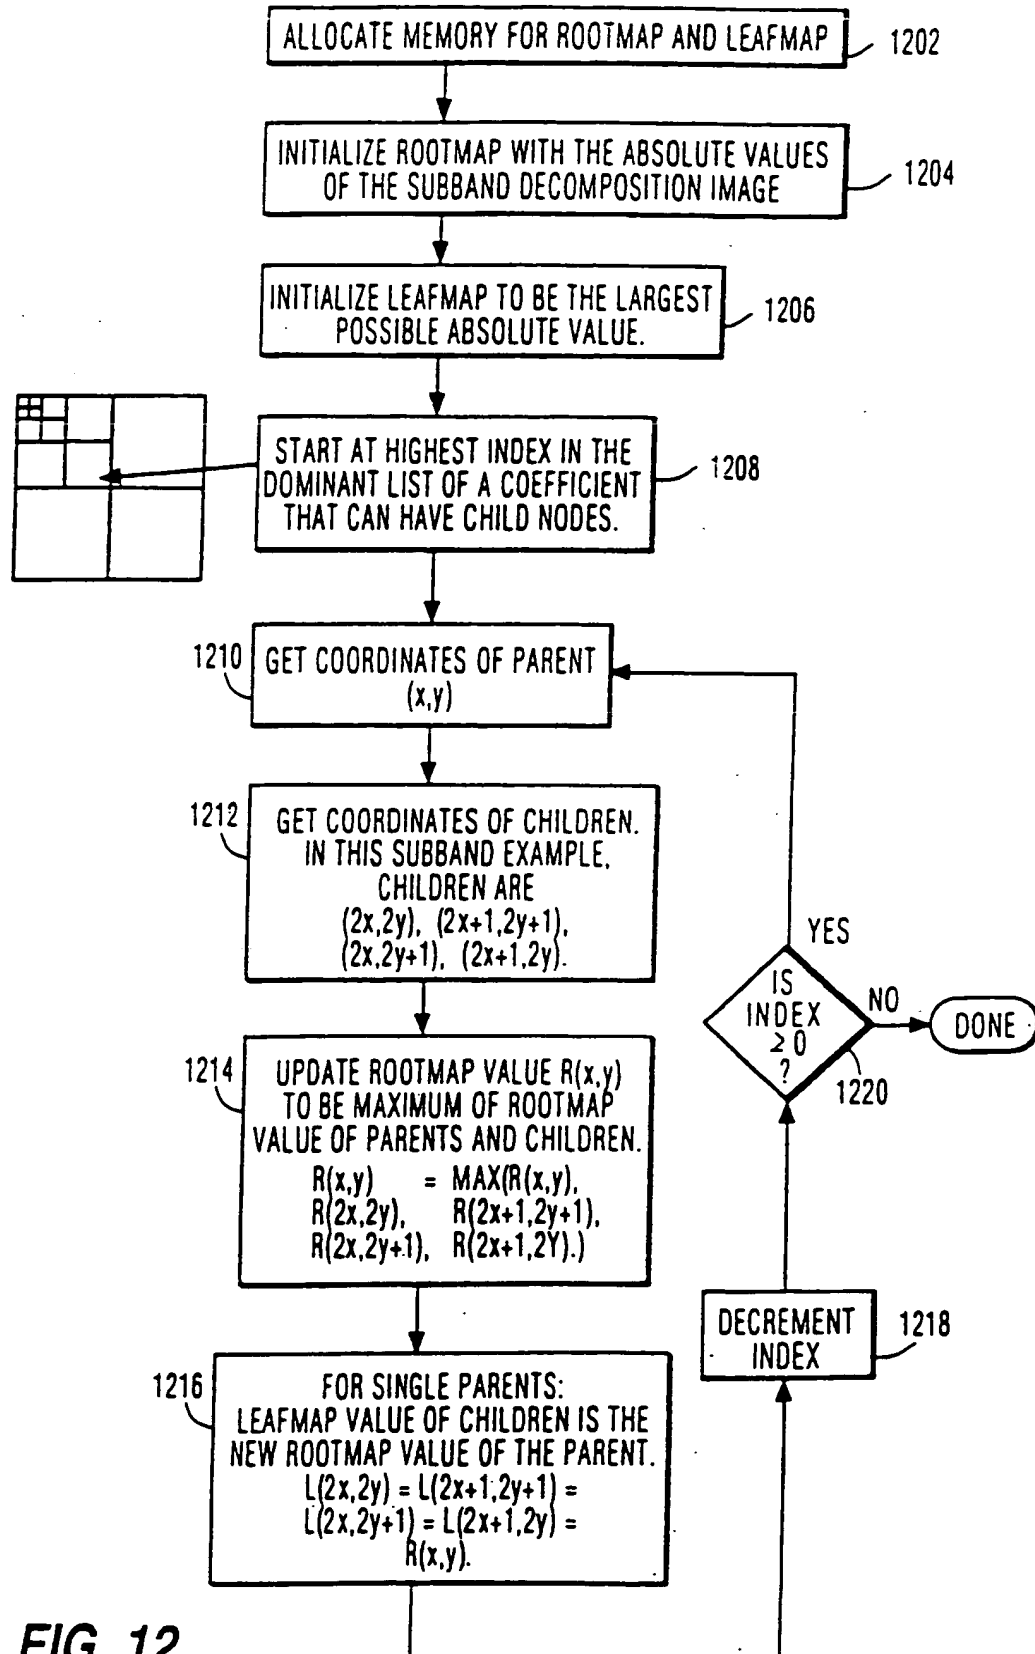 ALLOCATE MEMORY FOR ROOTMAP AND LEAFMAP
1202
INITIALIZE ROOTMAP WITH THE ABSOLUTE VALUES
OF THE SUBBAND DECOMPOSITION IMAGE
1204
INITIALIZE LEAFMAP TO BE THE LARGEST
POSSIBLE ABSOLUTE VALUE.
1206
START AT HIGHEST INDEX IN THE
DOMINANT LIST OF A COEFFICIENT
THAT CAN HAVE CHILD NODES.
1208
1210
GET COORDINATES OF PARENT
(x,y)
1212
GET COORDINATES OF CHILDREN.
IN THIS SUBBAND EXAMPLE,
CHILDREN ARE
(2x,2y), (2x+1,2y+1),
(2x,2y+1), (2x+1,2y).
YES
IS
INDEX
≥0
?
NO
DONE
1220
1214
UPDATE ROOTMAP VALUE R(x,y)
TO BE MAXIMUM OF ROOTMAP
VALUE OF PARENTS AND CHILDREN.
R(x,y) = MAX(R(x,y),
R(2x,2y), R(2x+1,2y+1),
R(2x,2y+1), R(2x+1,2Y).)
DECREMENT
INDEX
1218
1216
FOR SINGLE PARENTS:
LEAFMAP VALUE OF CHILDREN IS THE
NEW ROOTMAP VALUE OF THE PARENT.
L(2x,2y) = L(2x+1,2y+1) =
L(2x,2y+1) = L(2x+1,2y) =
R(x,y).
FIG. 12